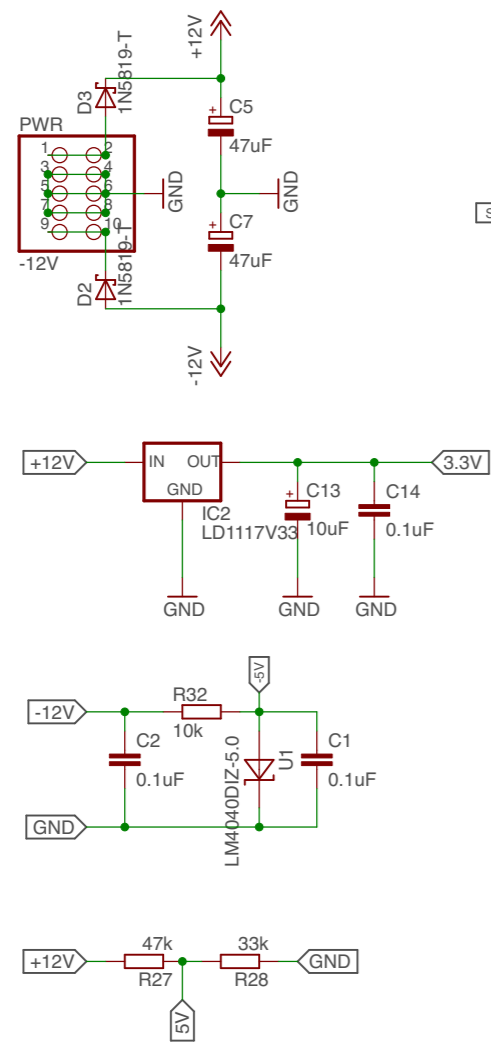 +12V
D3
1N5819-T
PWR
1 2
3 4
5 6
7 8
9 10
-12V
D2
1N5819-T
+
C5
47uF
GND
GND
+
C7
47uF
-12V
S
+12V
IN OUT
GND
IC2
LD1117V33
+
C13
10uF
C14
0.1uF
3.3V
GND
GND
GND
-5V
-12V
R32
10k
C2
0.1uF
LM4040DIZ-5.0
U1
C1
0.1uF
GND
+12V
47k
R27
33k
R28
GND
5V